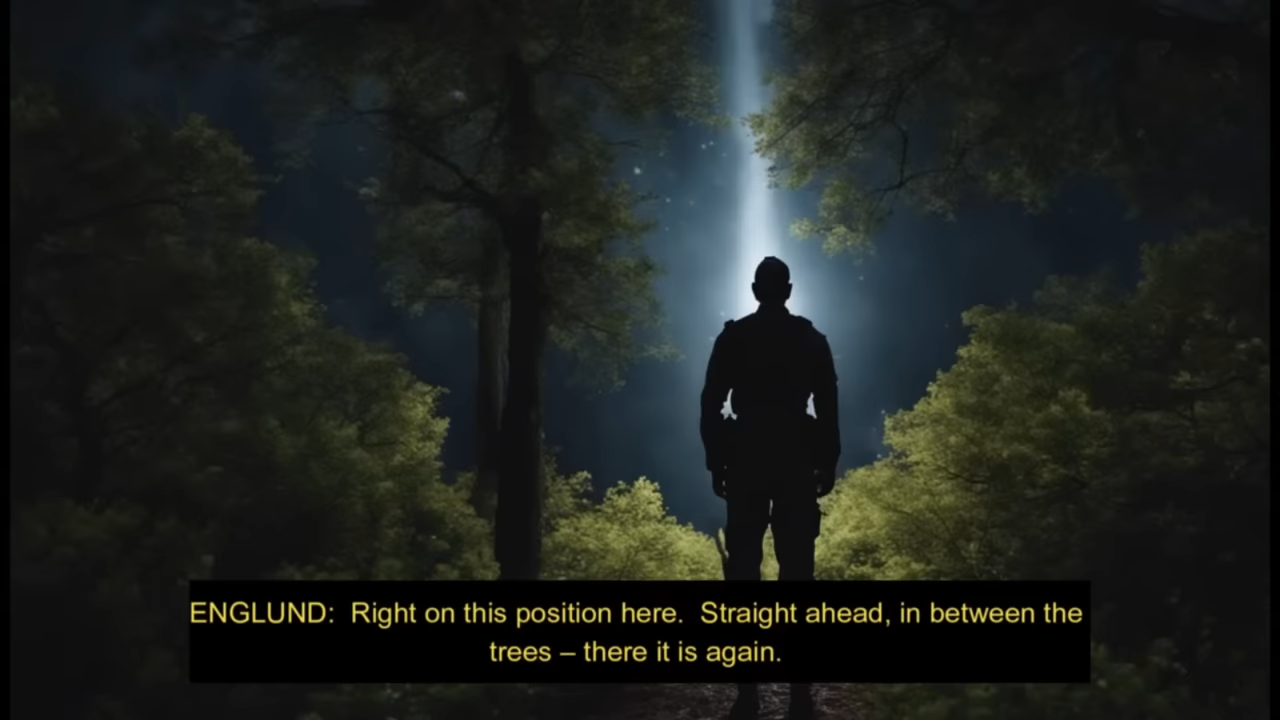 ENGLUND:  Right on this position here.  Straight ahead, in between the
trees – there it is again.